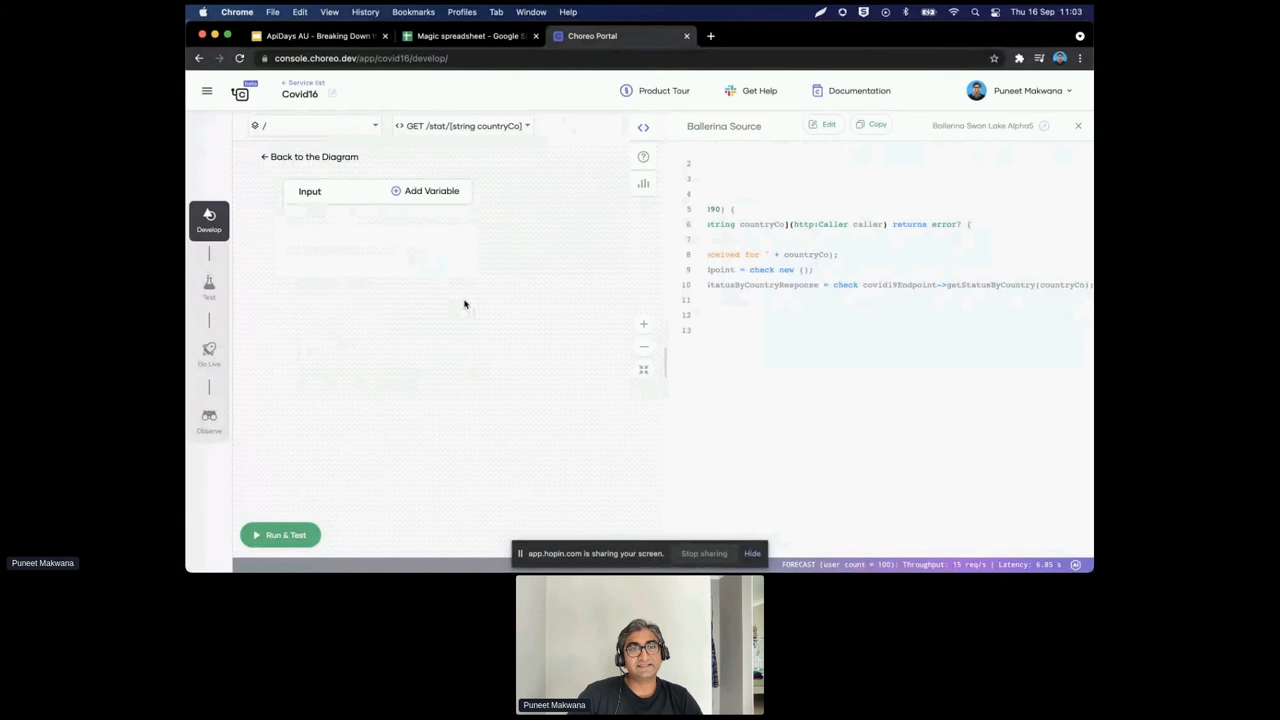 Chrome File Edit View History Bookmarks Profiles Tab Window Help Thu 16 Sep 11:03
ApiDays AU - Breaking Down Magic spreadsheet - Google S Choreo Portal
console.choreo.dev/app/covid16/develop/
beta
Service list
Covid16
Product Tour Get Help Documentation Puneet Makwana
/ GET /stat/[string countryCo]
Ballerina Source Edit Copy Ballerina Swan Lake Alpha5
Back to the Diagram
Input Add Variable
Develop
Test
Go Live
Observe
2
3
4
5 090) {
6 string countryCo](http:Caller caller) returns error? {
7
8 eceived for " + countryCo);
9 dpoint = check new ();
10 tatusByCountryResponse = check covid19Endpoint->getStatusByCountry(countryCo);
11
12
13
Run & Test
app.hopin.com is sharing your screen. Stop sharing Hide
FORECAST (user count = 100): Throughput: 15 req/s | Latency: 6.85 s
Puneet Makwana
Puneet Makwana